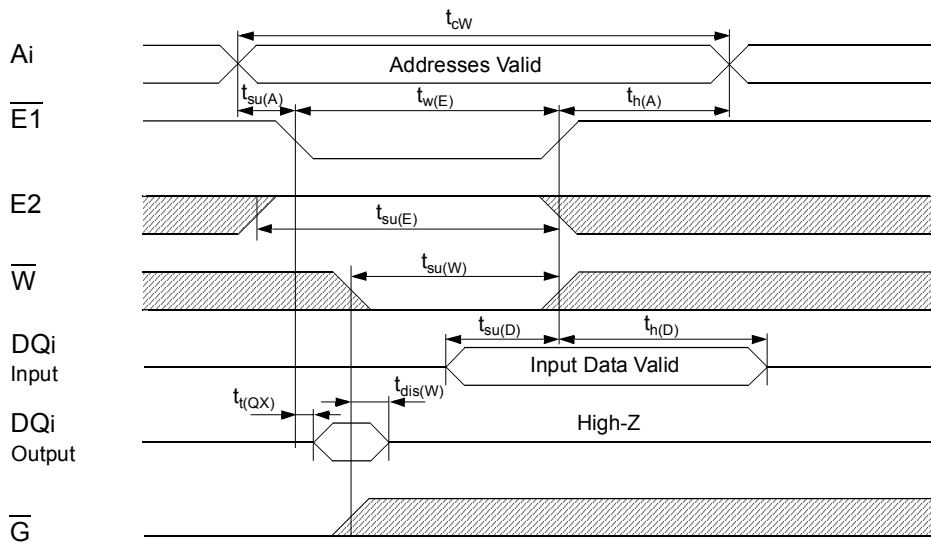 t_cW
Ai
Addresses Valid
t_su(A)
t_w(E)
t_h(A)
E1
E2
t_su(E)
W
t_su(W)
DQi
Input
t_su(D)
t_h(D)
Input Data Valid
DQi
Output
t_t(QX)
t_dis(W)
High-Z
G